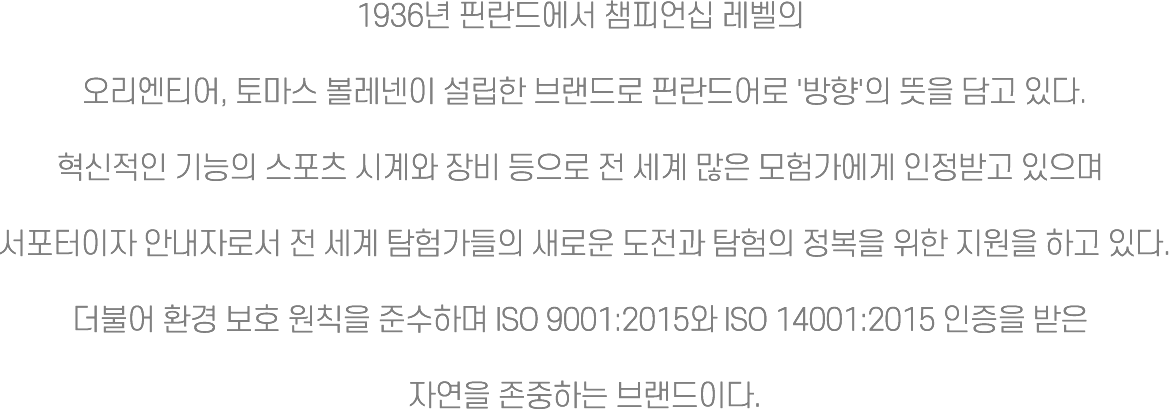 1936년 핀란드에서 챔피언십 레벨의
오리엔티어, 토마스 볼레넨이 설립한 브랜드로 핀란드어로 '방향'의 뜻을 담고 있다.
혁신적인 기능의 스포츠 시계와 장비 등으로 전 세계 많은 모험가에게 인정받고 있으며
서포터이자 안내자로서 전 세계 탐험가들의 새로운 도전과 탐험의 정복을 위한 지원을 하고 있다.
더불어 환경 보호 원칙을 준수하며 ISO 9001:2015와 ISO 14001:2015 인증을 받은
자연을 존중하는 브랜드이다.